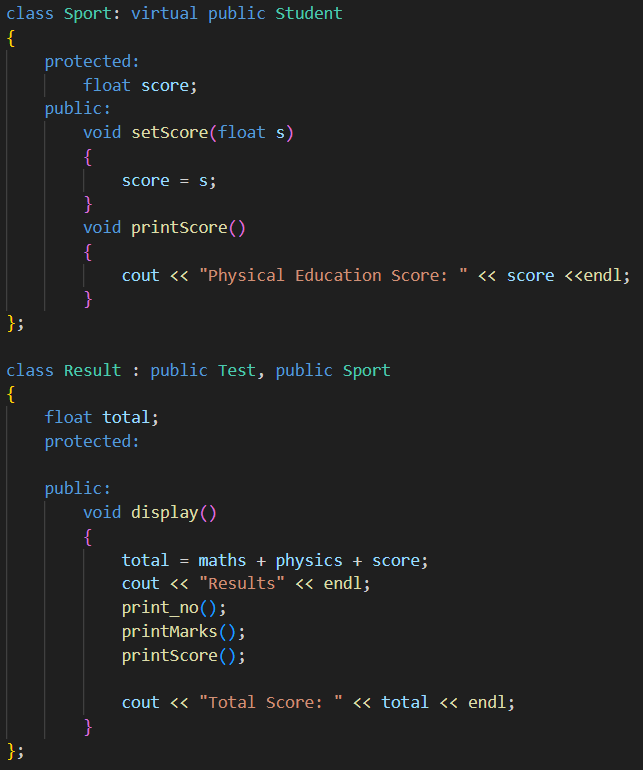 class Sport: virtual public Student
{
    protected:
        float score;
    public:
        void setScore(float s)
        {
            score = s;
        }
        void printScore()
        {
            cout << "Physical Education Score: " << score <<endl;
        }
};

class Result : public Test, public Sport
{
    float total;
    protected:

    public:
        void display()
        {
            total = maths + physics + score;
            cout << "Results" << endl;
            print_no();
            printMarks();
            printScore();

            cout << "Total Score: " << total << endl;
        }
};